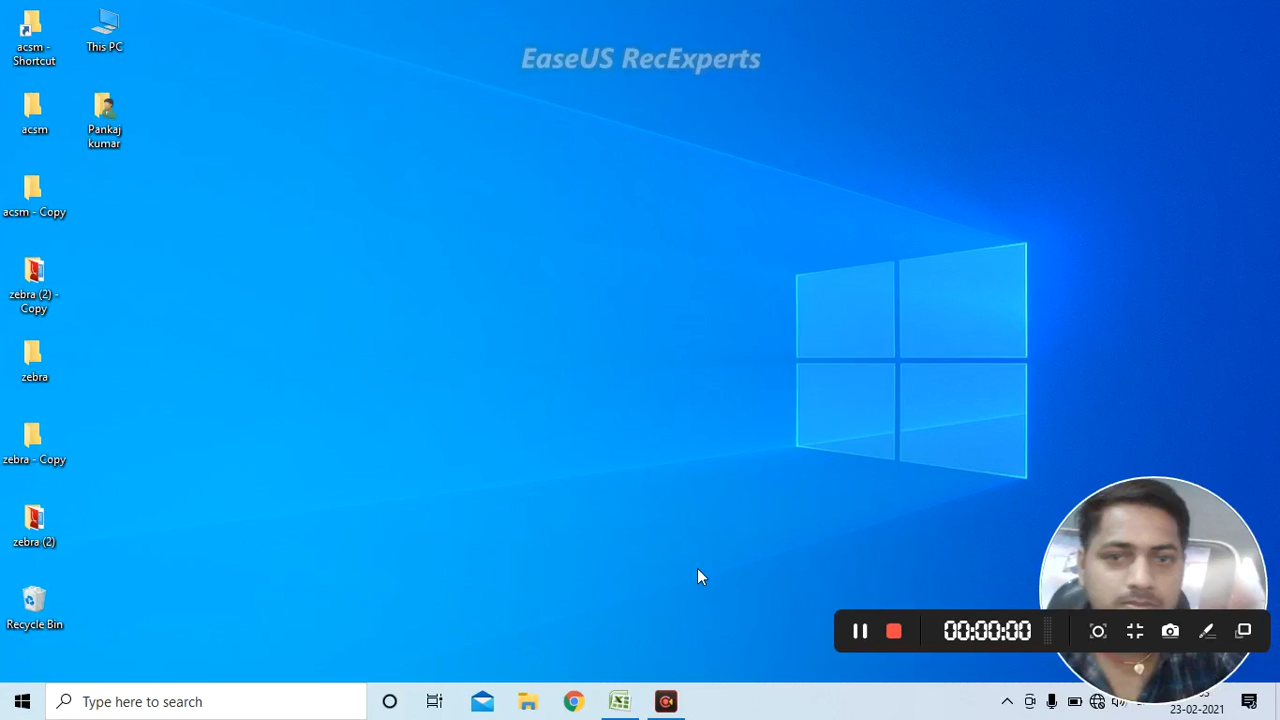 acsm -
Shortcut
This PC
EaseUS RecExperts
acsm
Pankaj
kumar
acsm - Copy
zebra (2) -
Copy
zebra
zebra - Copy
zebra (2)
Recycle Bin
00:00:00
Type here to search
23-02-2021